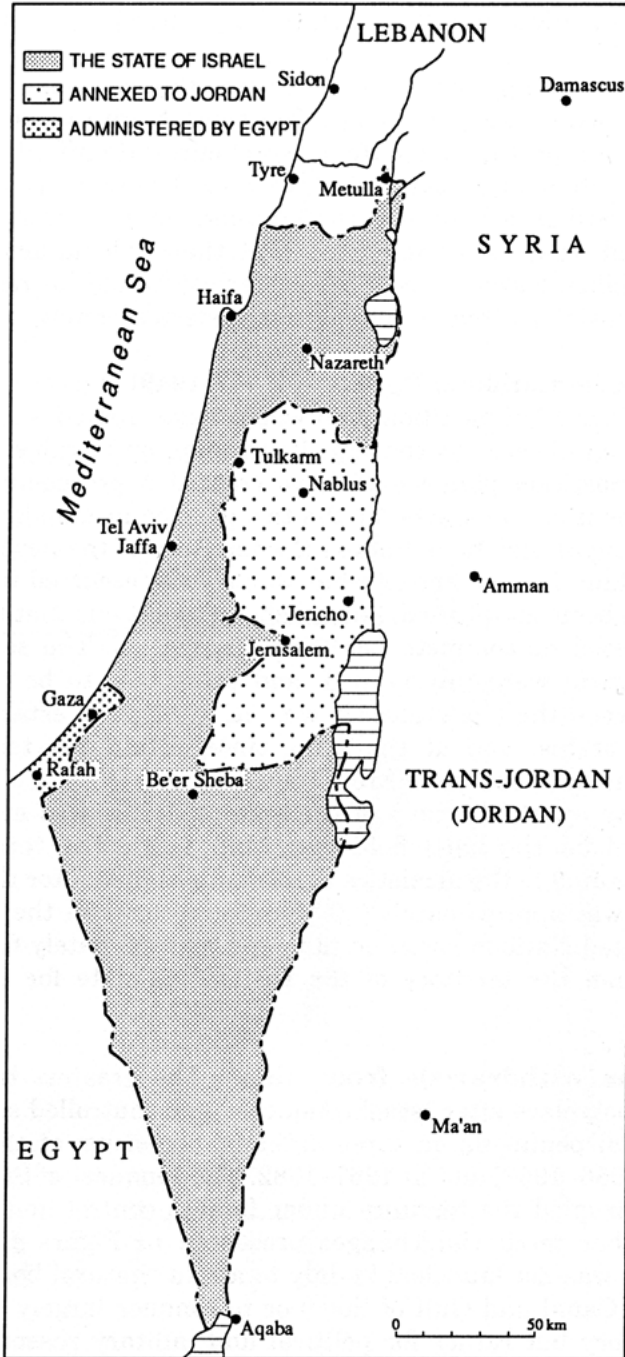 LEBANON
THE STATE OF ISRAEL
ANNEXED TO JORDAN
ADMINISTERED BY EGYPT
Sidon
Damascus
Tyre
Metulla
SYRIA
Mediterranean Sea
Haifa
Nazareth
Tulkarm
Nablus
Tel Aviv
Jaffa
Amman
Jericho
Jerusalem
Gaza
Rafah
Be'er Sheba
TRANS-JORDAN
(JORDAN)
EGYPT
Ma'an
Aqaba
0 50 km